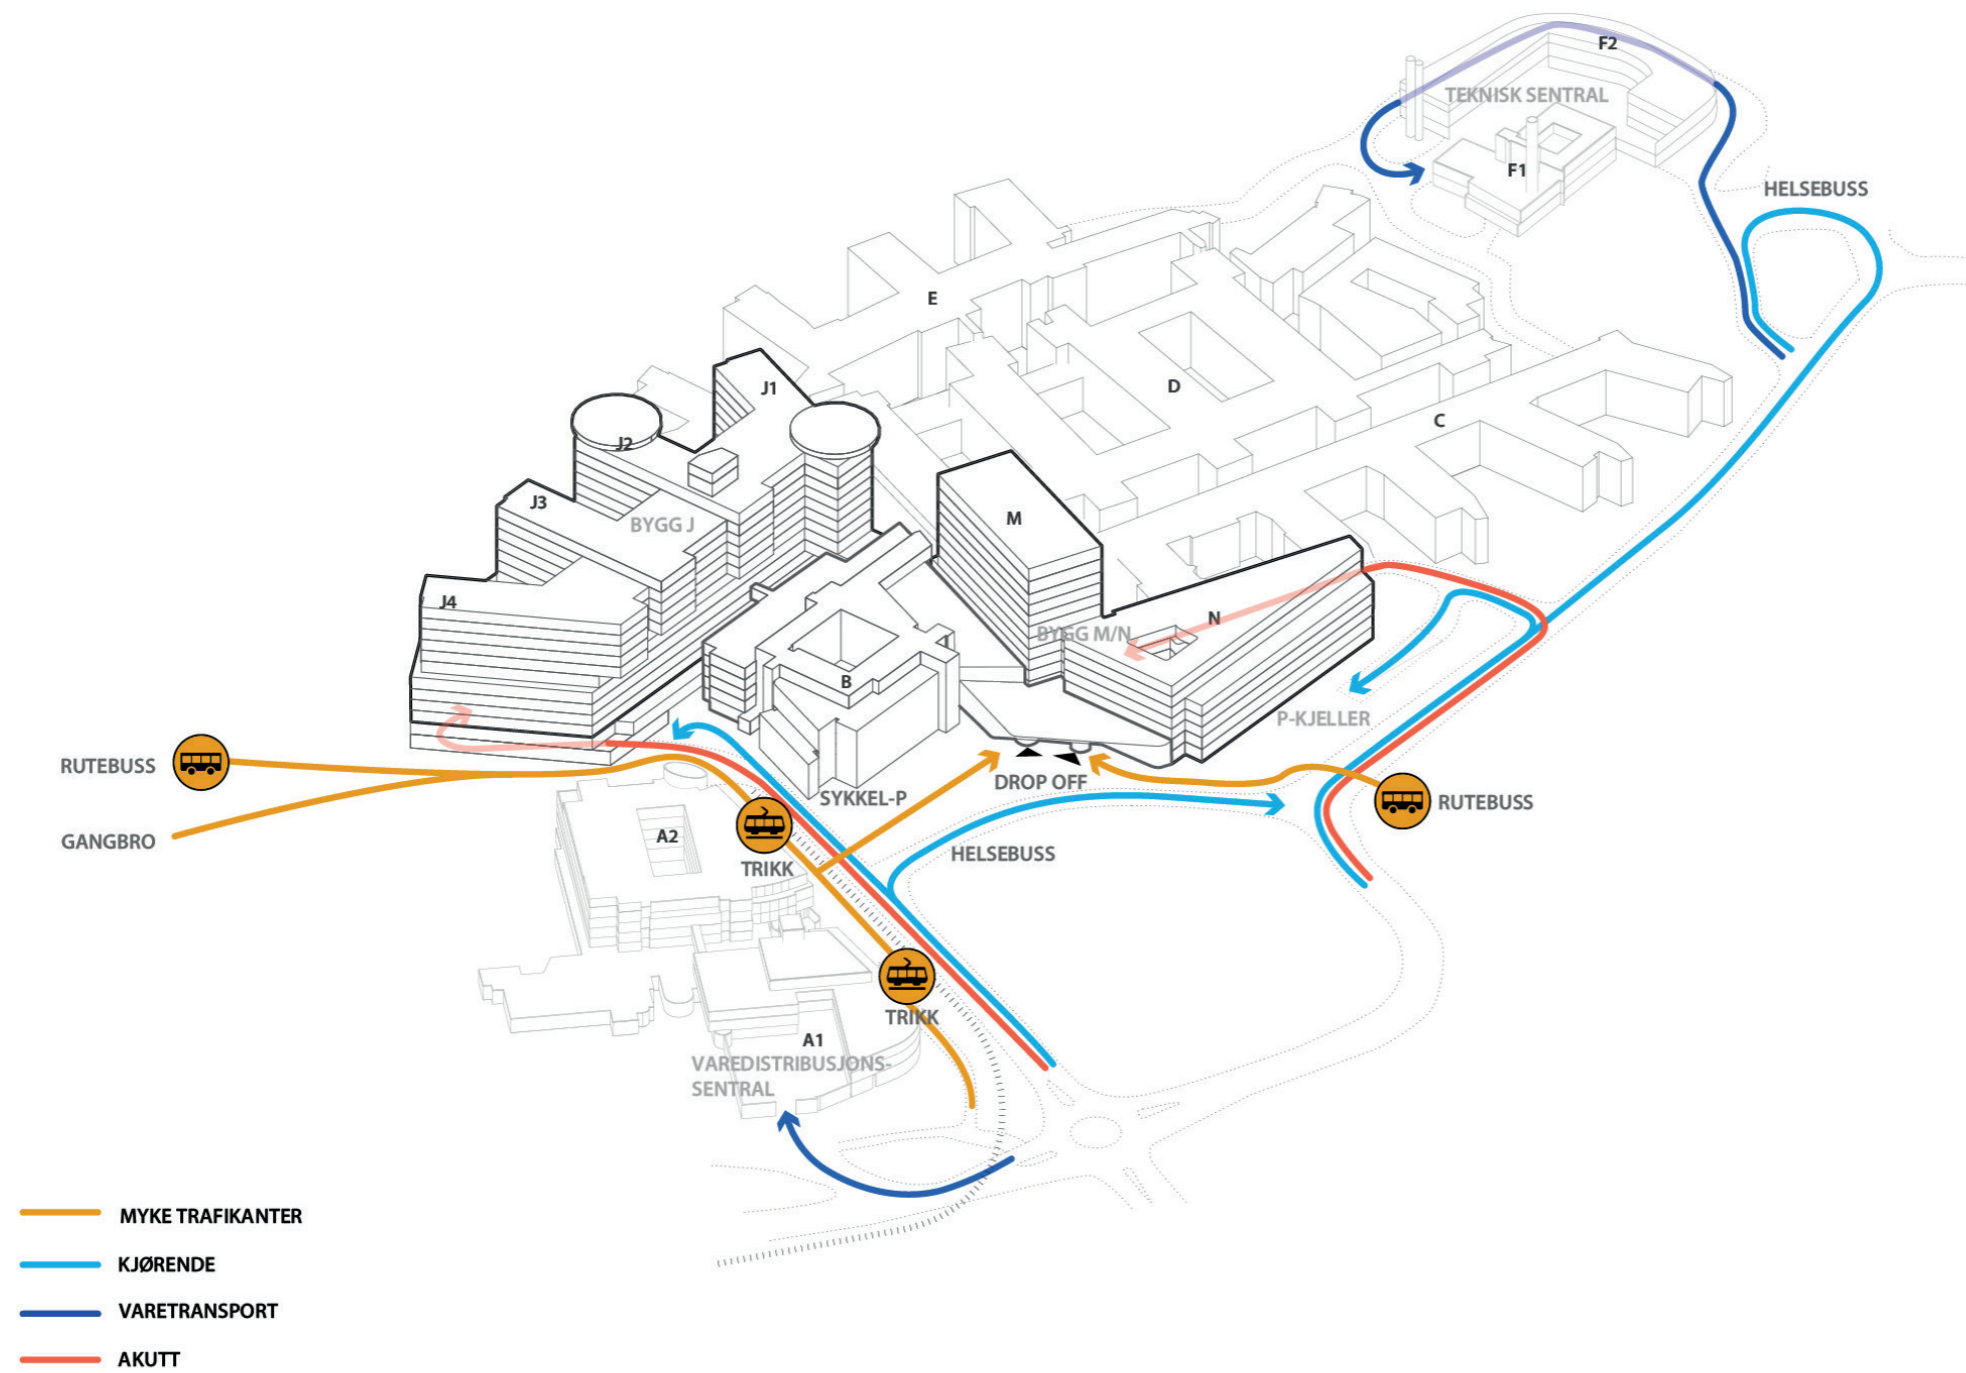 F2
TEKNISK SENTRAL
F1
HELSEBUSS
E
J1
D
C
J2
J3
BYGG J
M
J4
N
BYGG M/N
B
P-KJELLER
RUTEBUSS
DROP OFF
SYKKEL-P
RUTEBUSS
GANGBRO
A2
TRIKK
HELSEBUSS
TRIKK
A1
VAREDISTRIBUSJONS-
SENTRAL
MYKE TRAFIKANTER
KJØRENDE
VARETRANSPORT
AKUTT